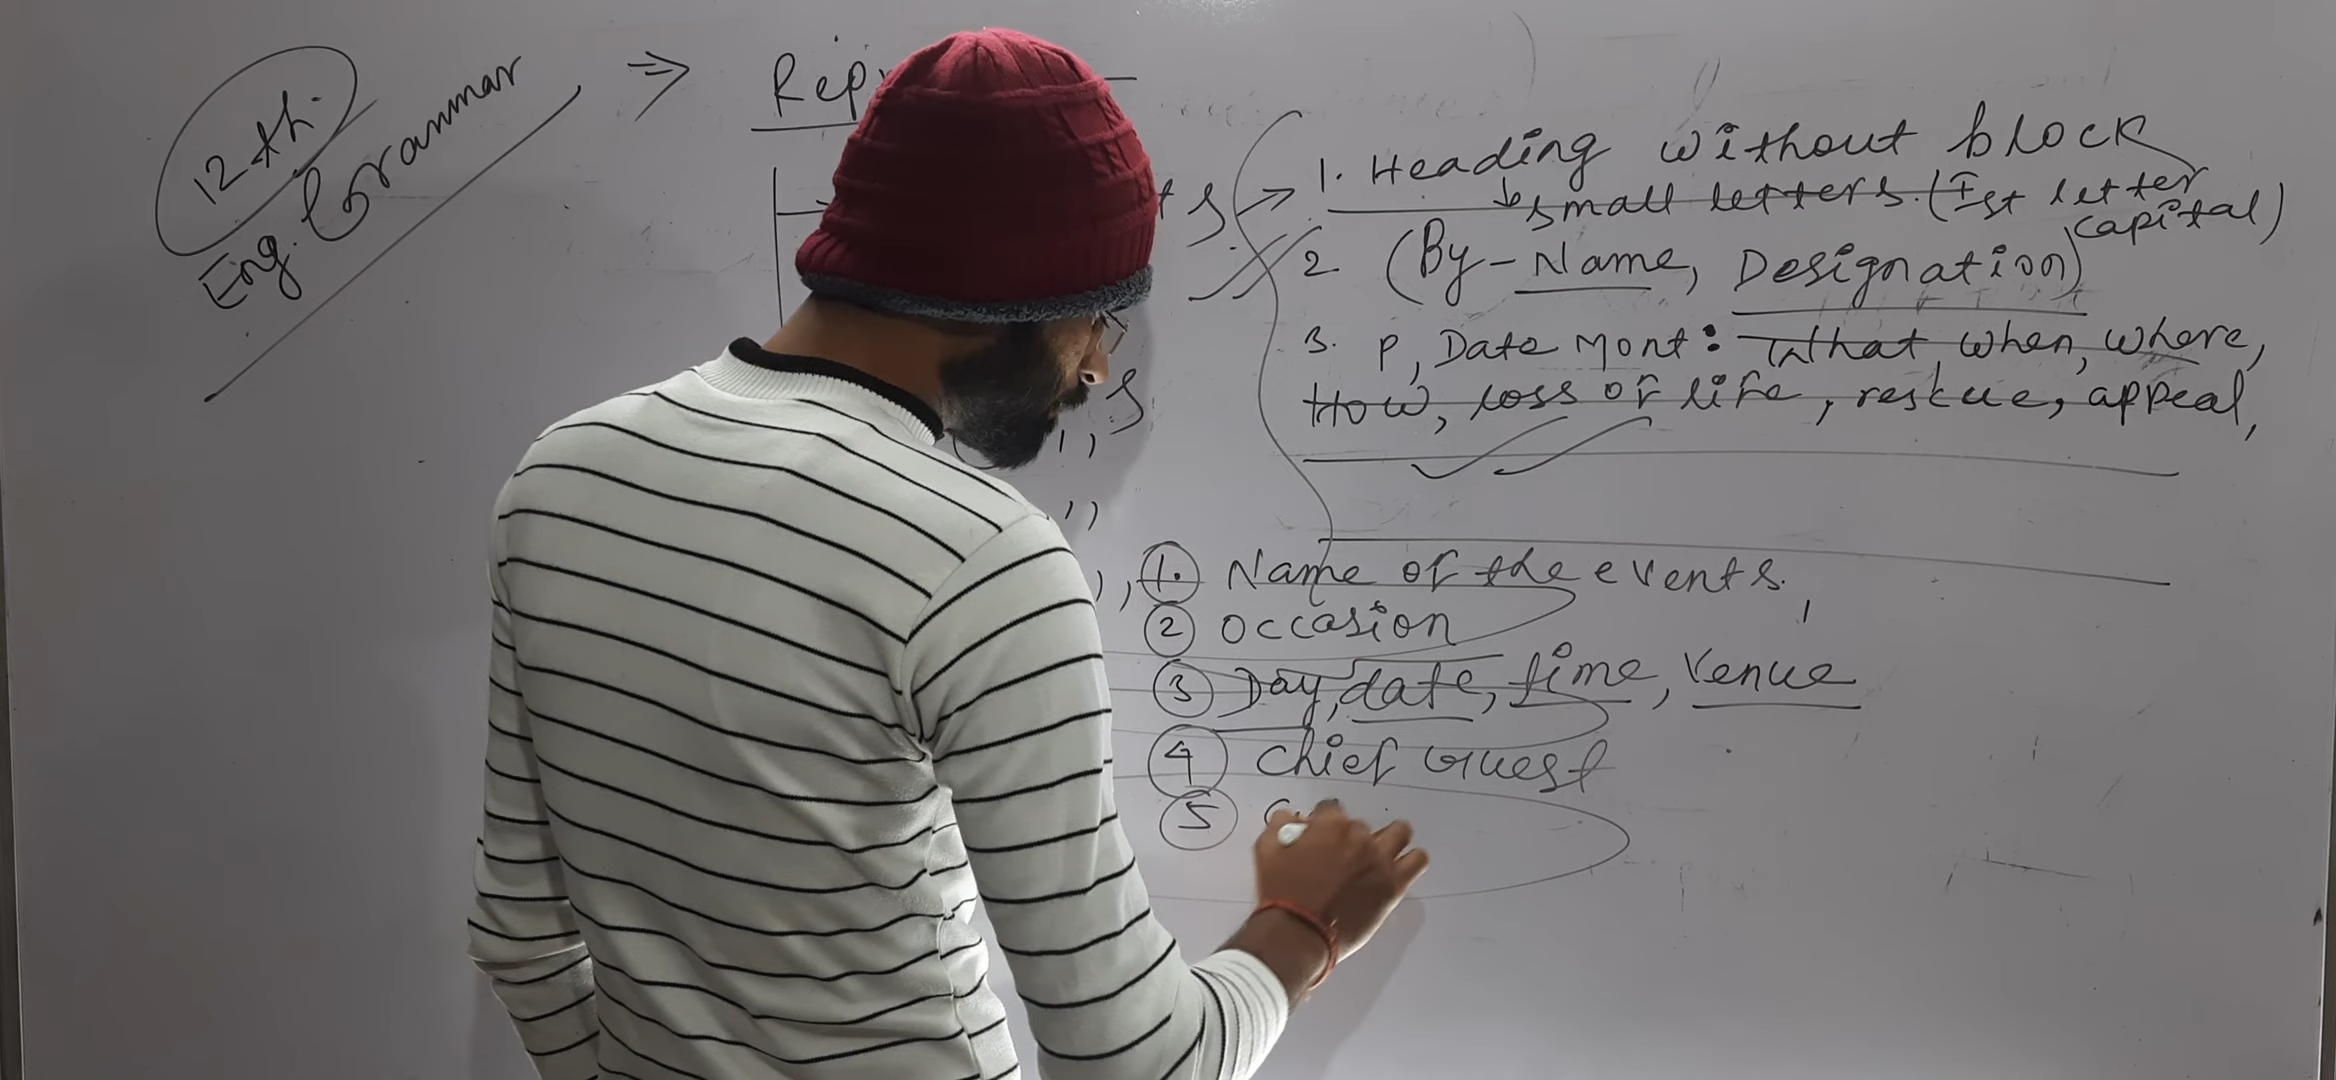 12th.
Eng. Grammar
⇒ Rep
1. Heading without block
small letters. (Ist letter
capital)
2. (By - Name, Designation)
3. P, Date Mont: What, when, where,
How, loss of life, reskue, appeal,
1. Name of the events.,
2 occasion
3 Day, date, time, Venue
4 chief Guest
5